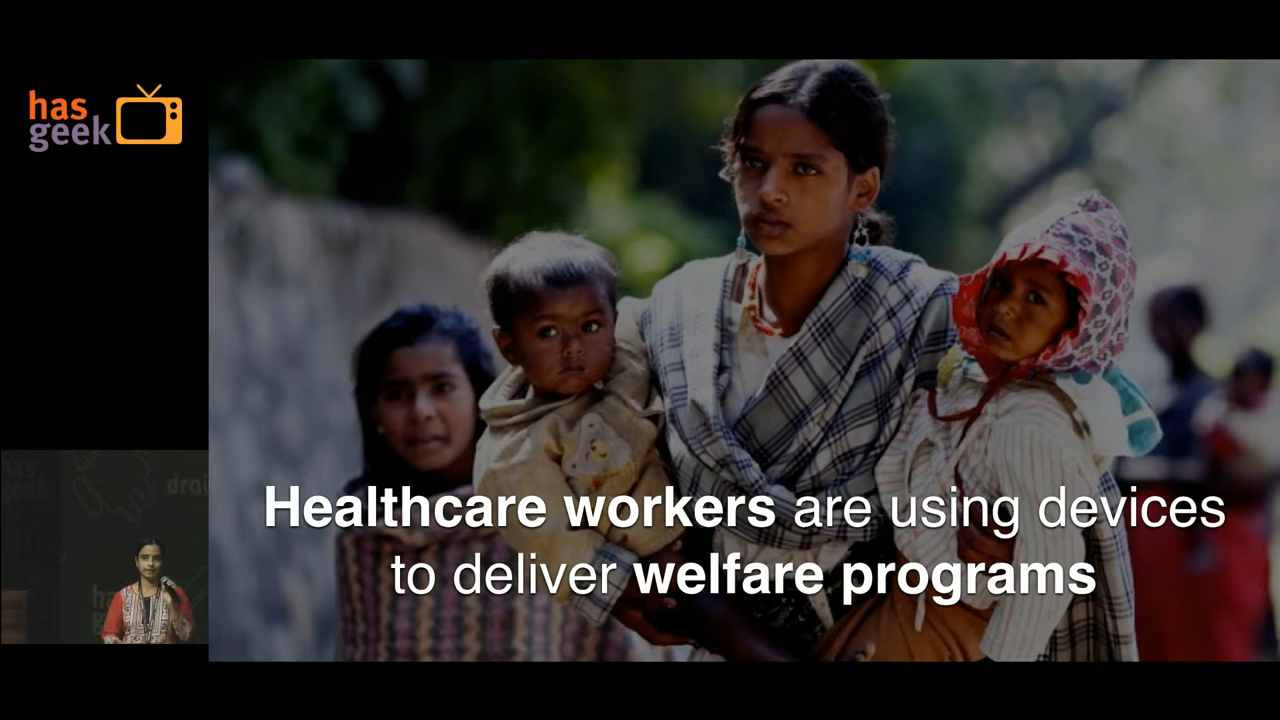 has
geek
Healthcare workers are using devices
to deliver welfare programs